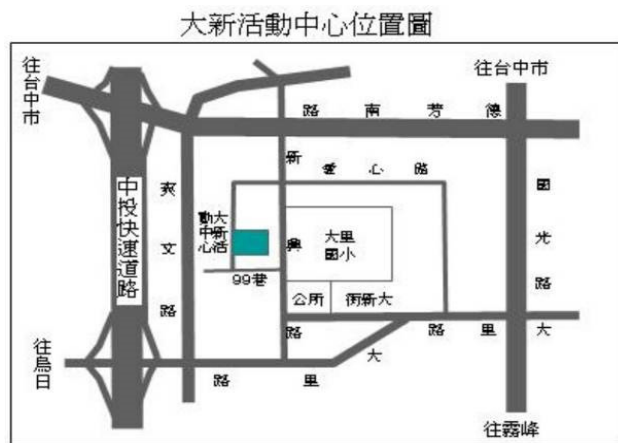 大新活動中心位置圖
往台中市
往台中市
德芳南路
新興路
愛心路
國光路
中投快速道路
爽文路
大新活動中心
大里國小
99巷
公所
大新街
大里路
大里路
往烏日
往霧峰